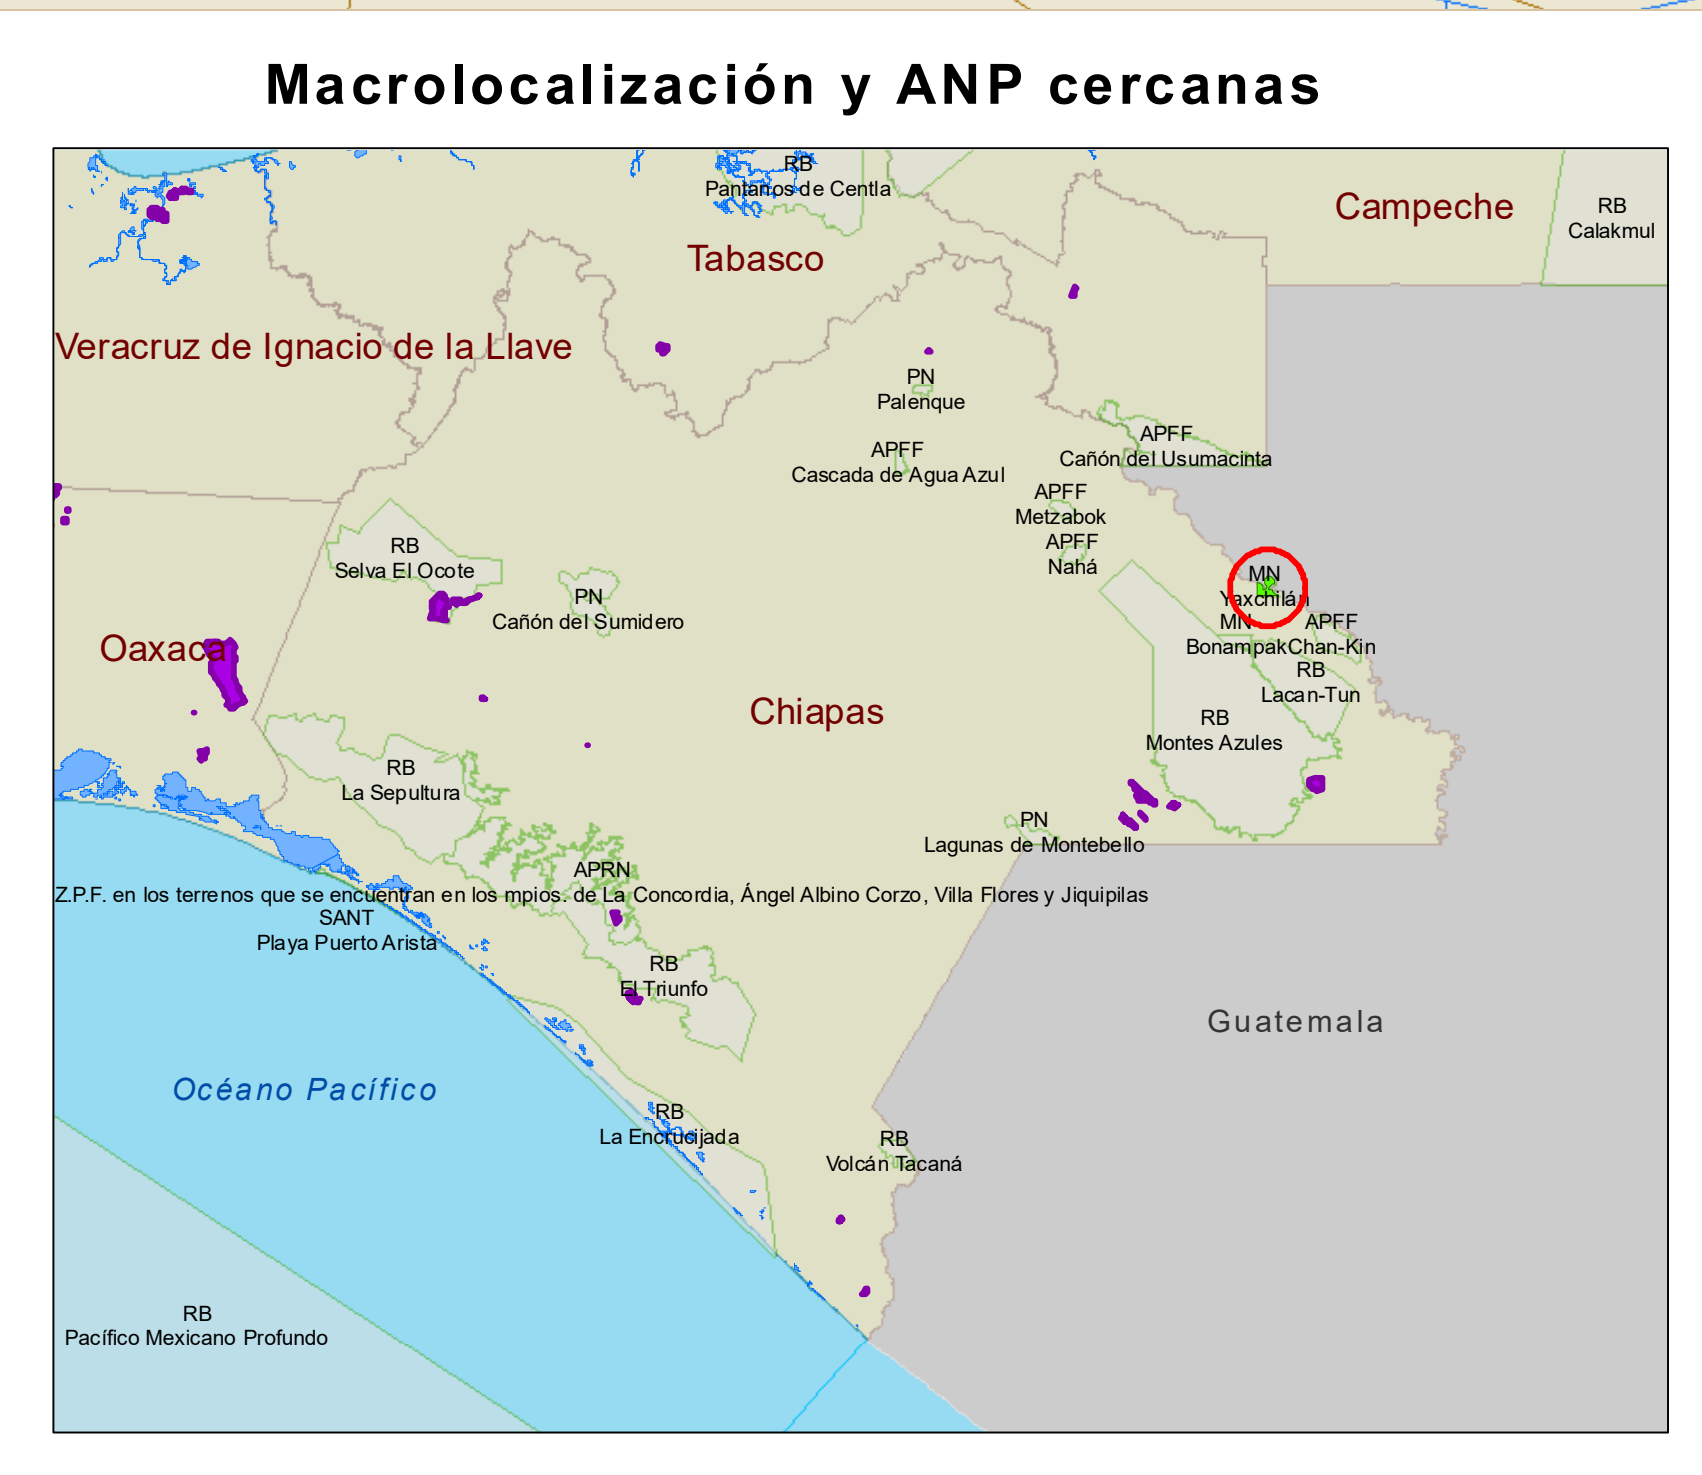 Macrolocalización y ANP cercanas
RB
Pantanos de Centla
Campeche
RB
Calakmul
Tabasco
Veracruz de Ignacio de la Llave
PN
Palenque
APFF
Cañón del Usumacinta
APFF
Cascada de Agua Azul
APFF
Metzabok
APFF
Nahá
RB
Selva El Ocote
PN
Cañón del Sumidero
MN
Yaxchilán
MN
Bonampak
APFF
Chan-Kin
Oaxaca
RB
Lacan-Tun
Chiapas
RB
Montes Azules
RB
La Sepultura
PN
Lagunas de Montebello
APRN
Z.P.F. en los terrenos que se encuentran en los mpios. de La Concordia, Ángel Albino Corzo, Villa Flores y Jiquipilas
SANT
Playa Puerto Arista
RB
El Triunfo
Guatemala
Océano Pacífico
RB
La Encrucijada
RB
Volcán Tacaná
RB
Pacífico Mexicano Profundo